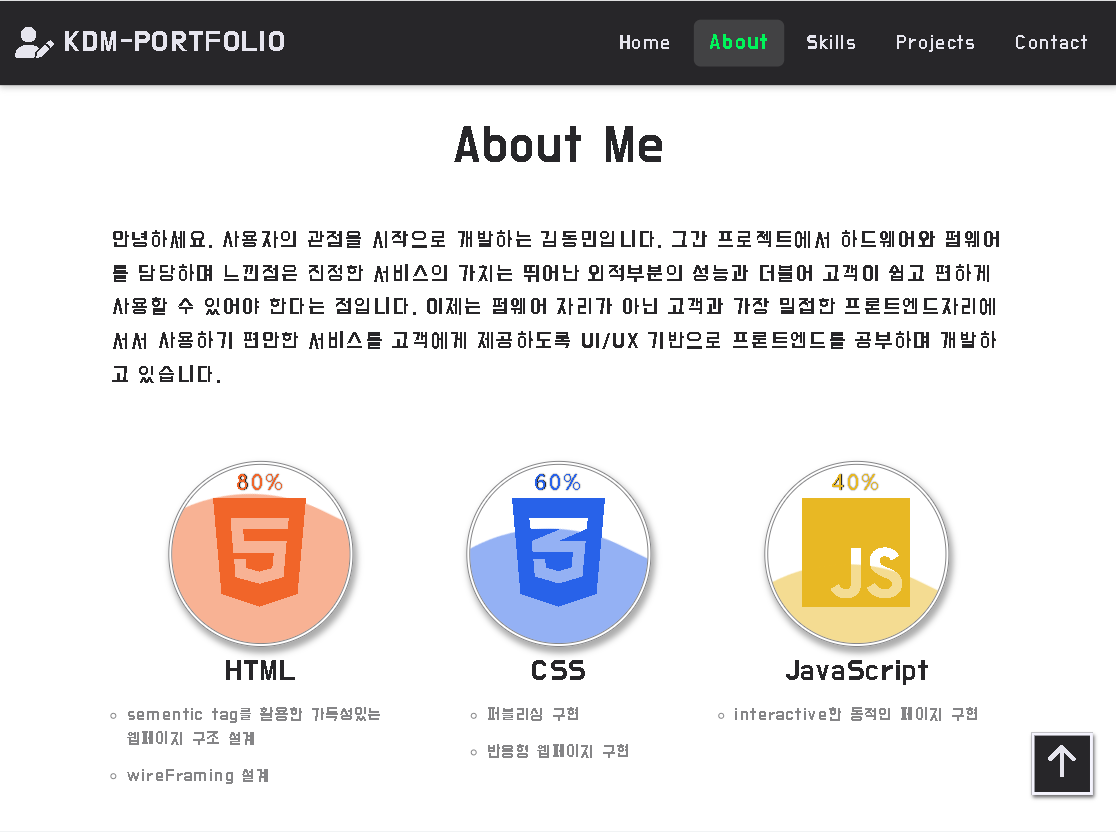 KDM-PORTFOLIO
Home About Skills Projects Contact
About Me
안녕하세요. 사용자의 관점을 시작으로 개발하는 김동민입니다. 그간 프로젝트에서 하드웨어와 펌웨어
를 담당하며 느낀점은 진정한 서비스의 가치는 뛰어난 외적부분의 성능과 더불어 고객이 쉽고 편하게
사용할 수 있어야 한다는 점입니다. 이제는 펌웨어 자리가 아닌 고객과 가장 밀접한 프론트엔드자리에
서서 사용하기 편안한 서비스를 고객에게 제공하도록 UI/UX 기반으로 프론트엔드를 공부하며 개발하
고 있습니다.
80%
HTML
sementic tag를 활용한 가독성있는
웹페이지 구조 설계
wireFraming 설계
60%
CSS
퍼블리싱 구현
반응형 웹페이지 구현
40%
JS
JavaScript
interactive한 동적인 페이지 구현